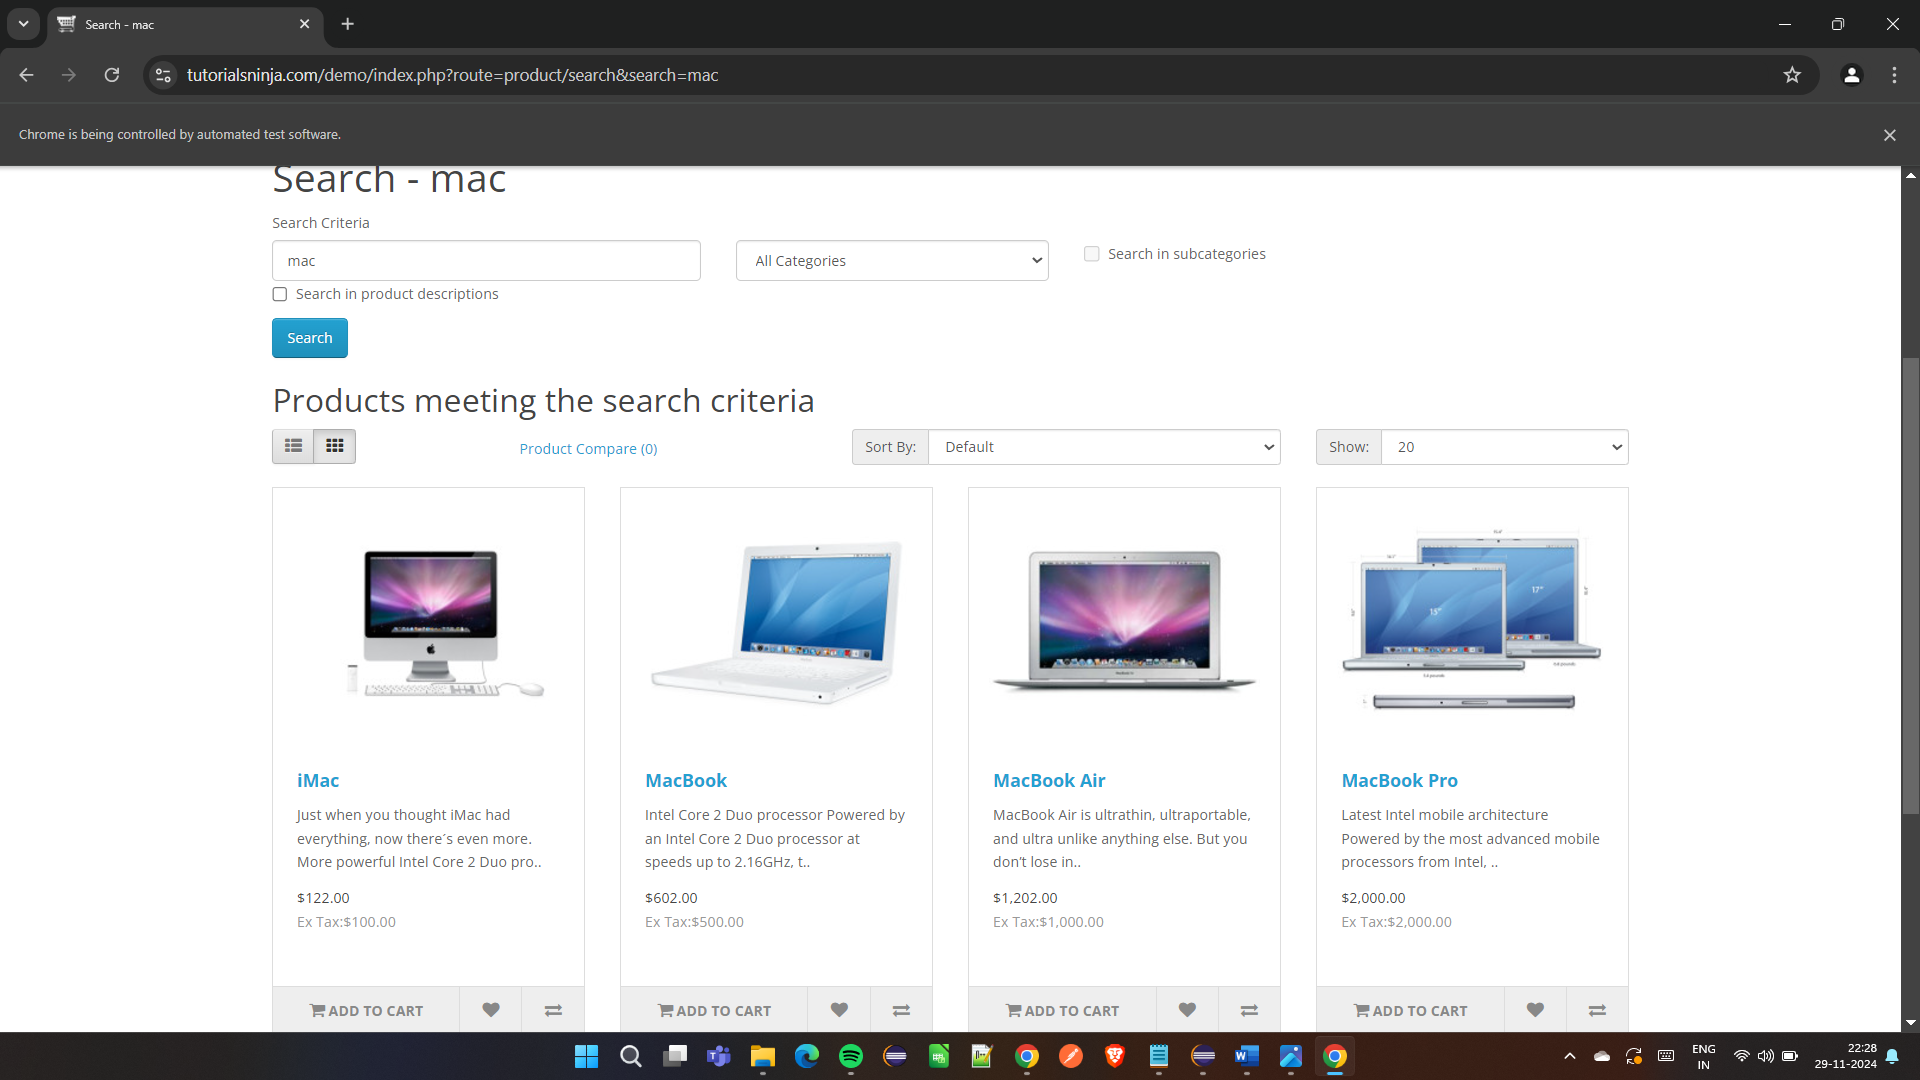 Search - mac
tutorialsninja.com/demo/index.php?route=product/search&search=mac
Chrome is being controlled by automated test software.
Search - mac
Search Criteria
mac
All Categories
Search in subcategories
Search in product descriptions
Search
Products meeting the search criteria
Product Compare (0)
Sort By:
Default
Show:
20
15"
17"
iMac
Just when you thought iMac had
everything, now there´s even more.
More powerful Intel Core 2 Duo pro..
$122.00
Ex Tax:$100.00
ADD TO CART
MacBook
Intel Core 2 Duo processor Powered by
an Intel Core 2 Duo processor at
speeds up to 2.16GHz, t..
$602.00
Ex Tax:$500.00
ADD TO CART
MacBook Air
MacBook Air is ultrathin, ultraportable,
and ultra unlike anything else. But you
don't lose in..
$1,202.00
Ex Tax:$1,000.00
ADD TO CART
MacBook Pro
Latest Intel mobile architecture
Powered by the most advanced mobile
processors from Intel, ..
$2,000.00
Ex Tax:$2,000.00
ADD TO CART
ENG
IN
22:28
29-11-2024